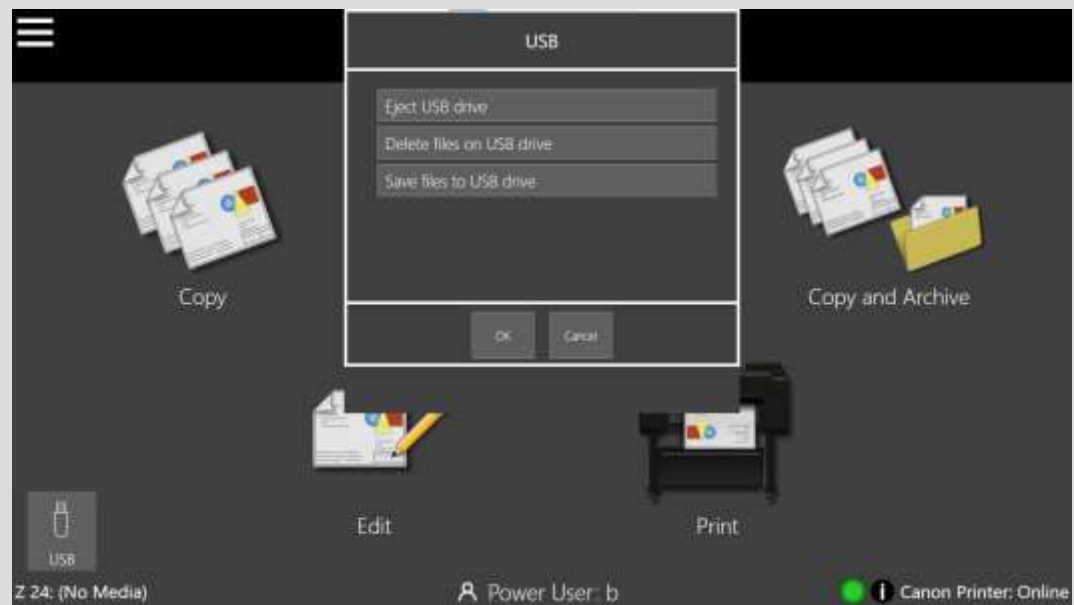 USB
Eject USB drive
Delete files on USB drive
Save files to USB drive
OK
Cancel
Copy
Copy and Archive
Edit
Print
USB
Z 24: (No Media)
Power User: b
Canon Printer: Online